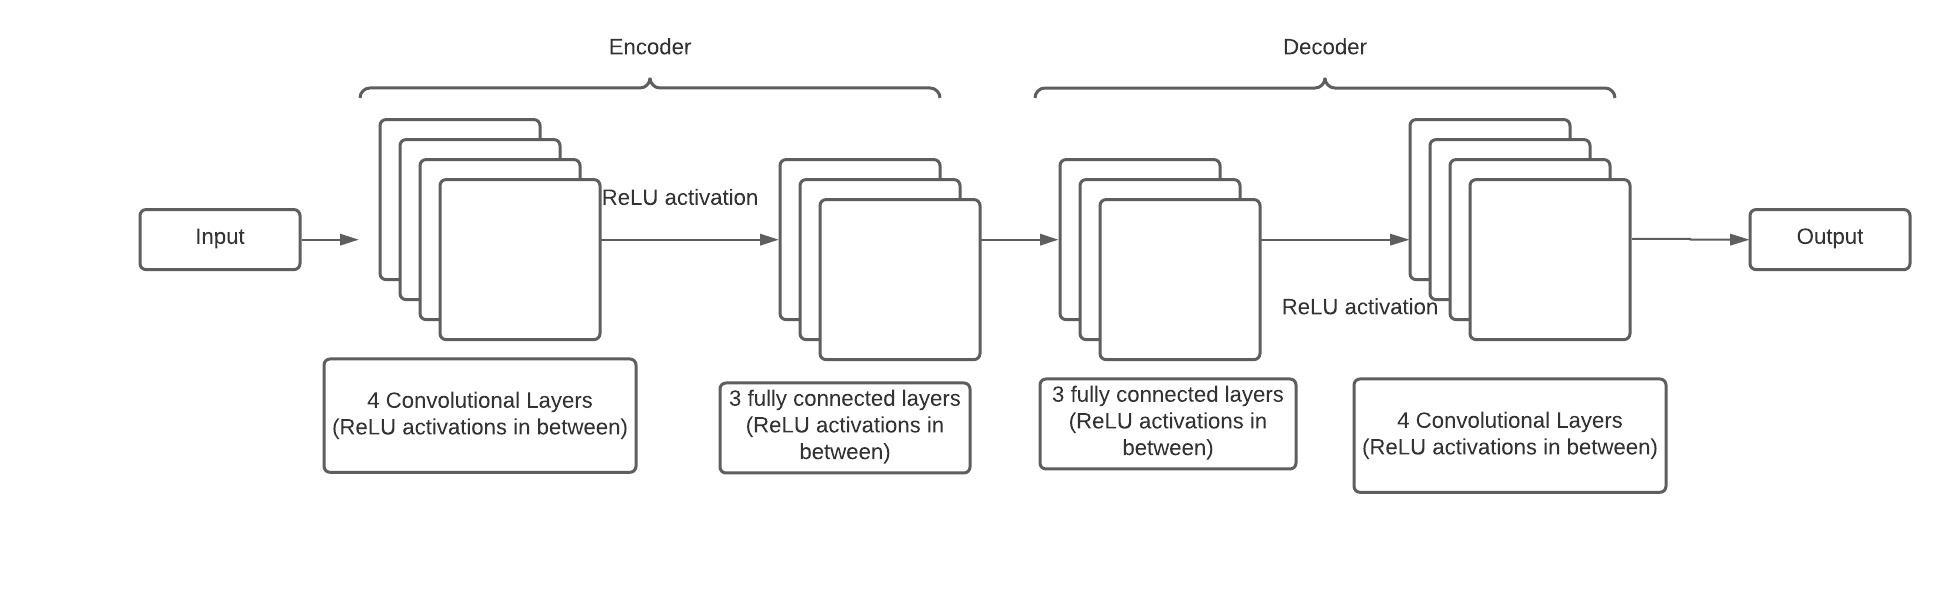 Encoder
Decoder
Input
ReLU activation
ReLU activation
Output
4 Convolutional Layers
(ReLU activations in between)
3 fully connected layers
(ReLU activations in
between)
3 fully connected layers
(ReLU activations in
between)
4 Convolutional Layers
(ReLU activations in between)